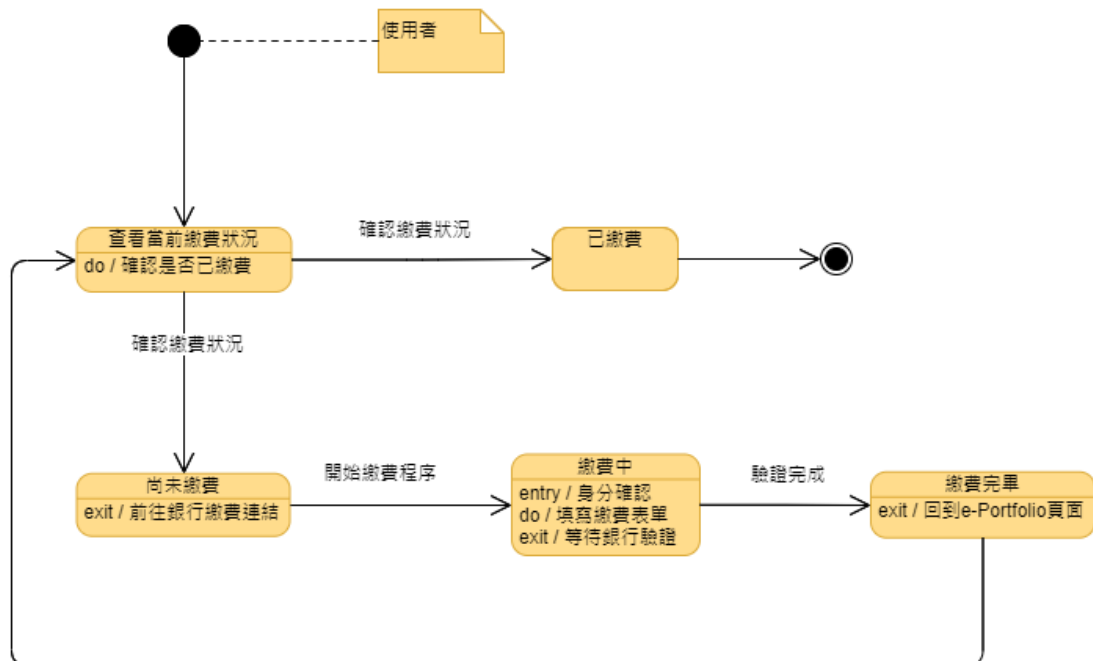 使用者
查看當前繳費狀況
do / 確認是否已繳費
確認繳費狀況
已繳費
確認繳費狀況
尚未繳費
exit / 前往銀行繳費連結
開始繳費程序
繳費中
entry / 身分確認
do / 填寫繳費表單
exit / 等待銀行驗證
驗證完成
繳費完畢
exit / 回到e-Portfolio頁面